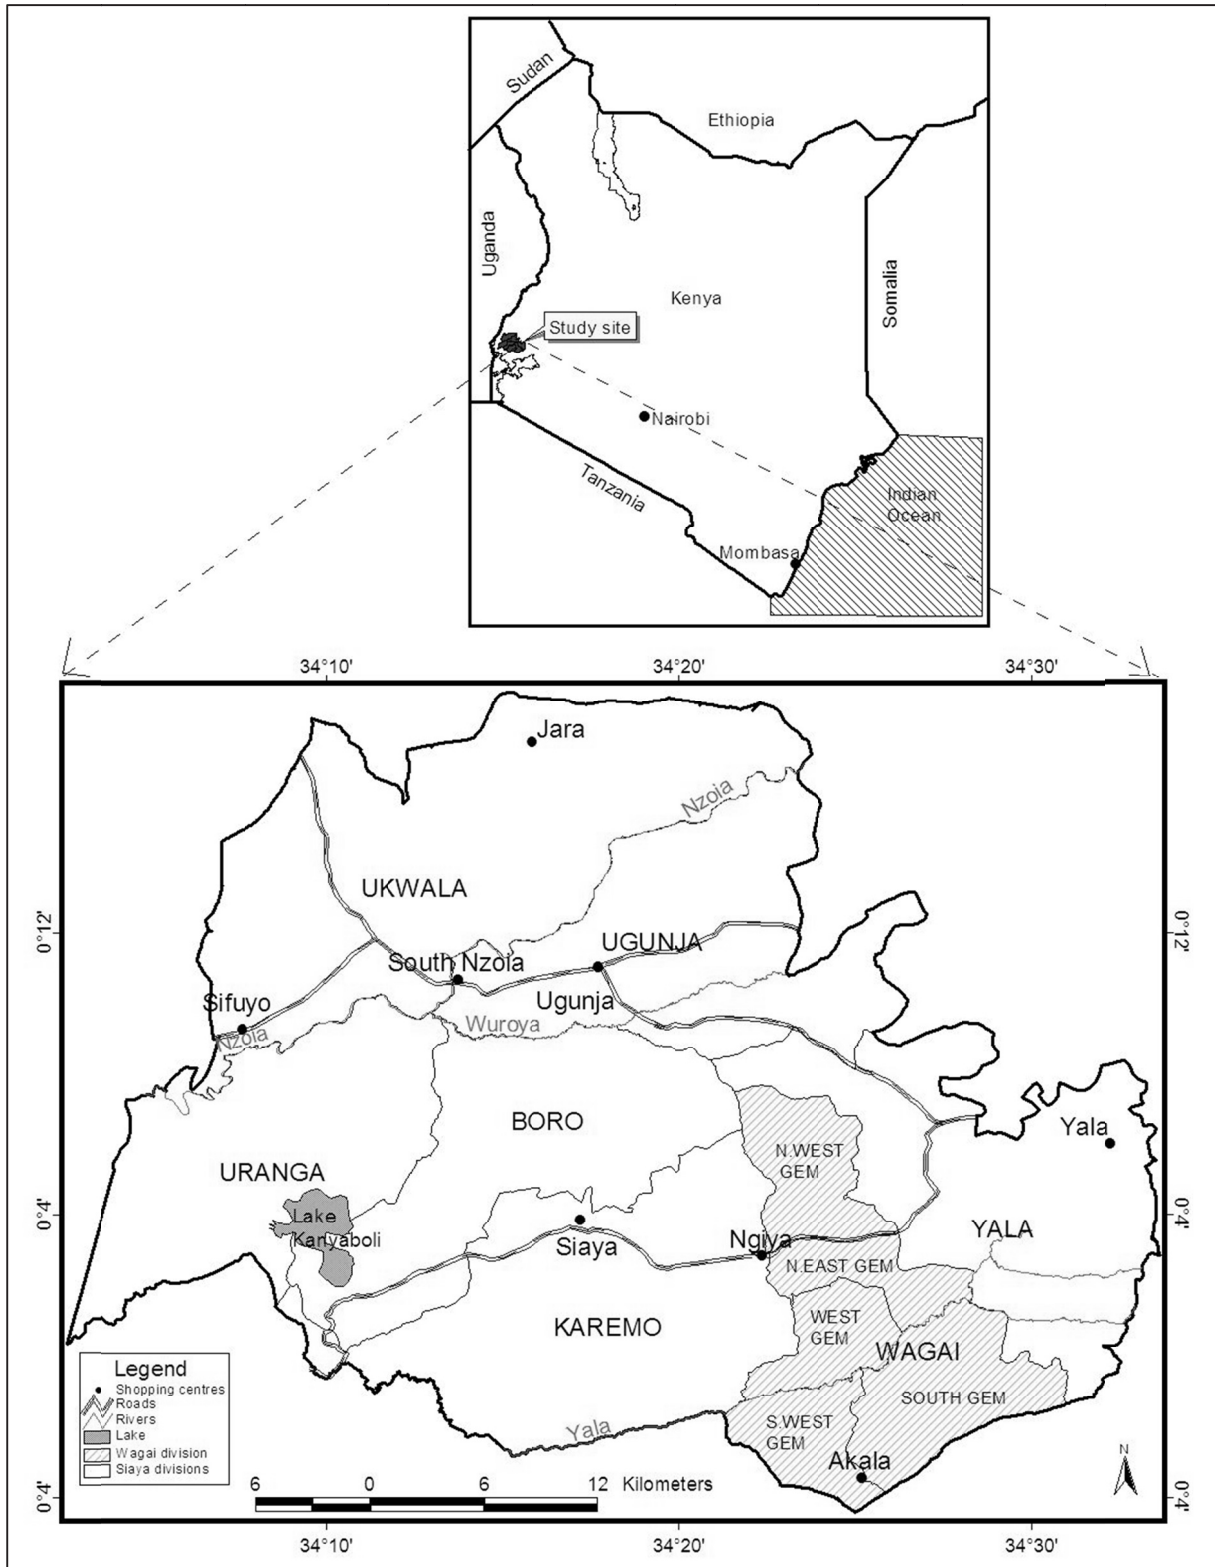 Sudan
Ethiopia
Uganda
Kenya
Somalia
Study site
Nairobi
Tanzania
Indian
Ocean
Mombasa
34°10'
34°20'
34°30'
Jara
Nzoia
UKWALA
0°12'
0°12'
UGUNJA
South Nzoia
Ugunja
Sifuyo
Nzoia
Wuroya
BORO
Yala
N.WEST
GEM
URANGA
0°4'
0°4'
Lake
Kanyaboli
Siaya
Ngiya
YALA
N.EAST GEM
WEST
GEM
KAREMO
WAGAI
SOUTH GEM
S.WEST
GEM
Yala
Akala
Legend
Shopping centres
Roads
Rivers
Lake
Wagai division
Siaya divisions
6
0
6
12
Kilometers
N
0°4'
0°4'
34°10'
34°20'
34°30'